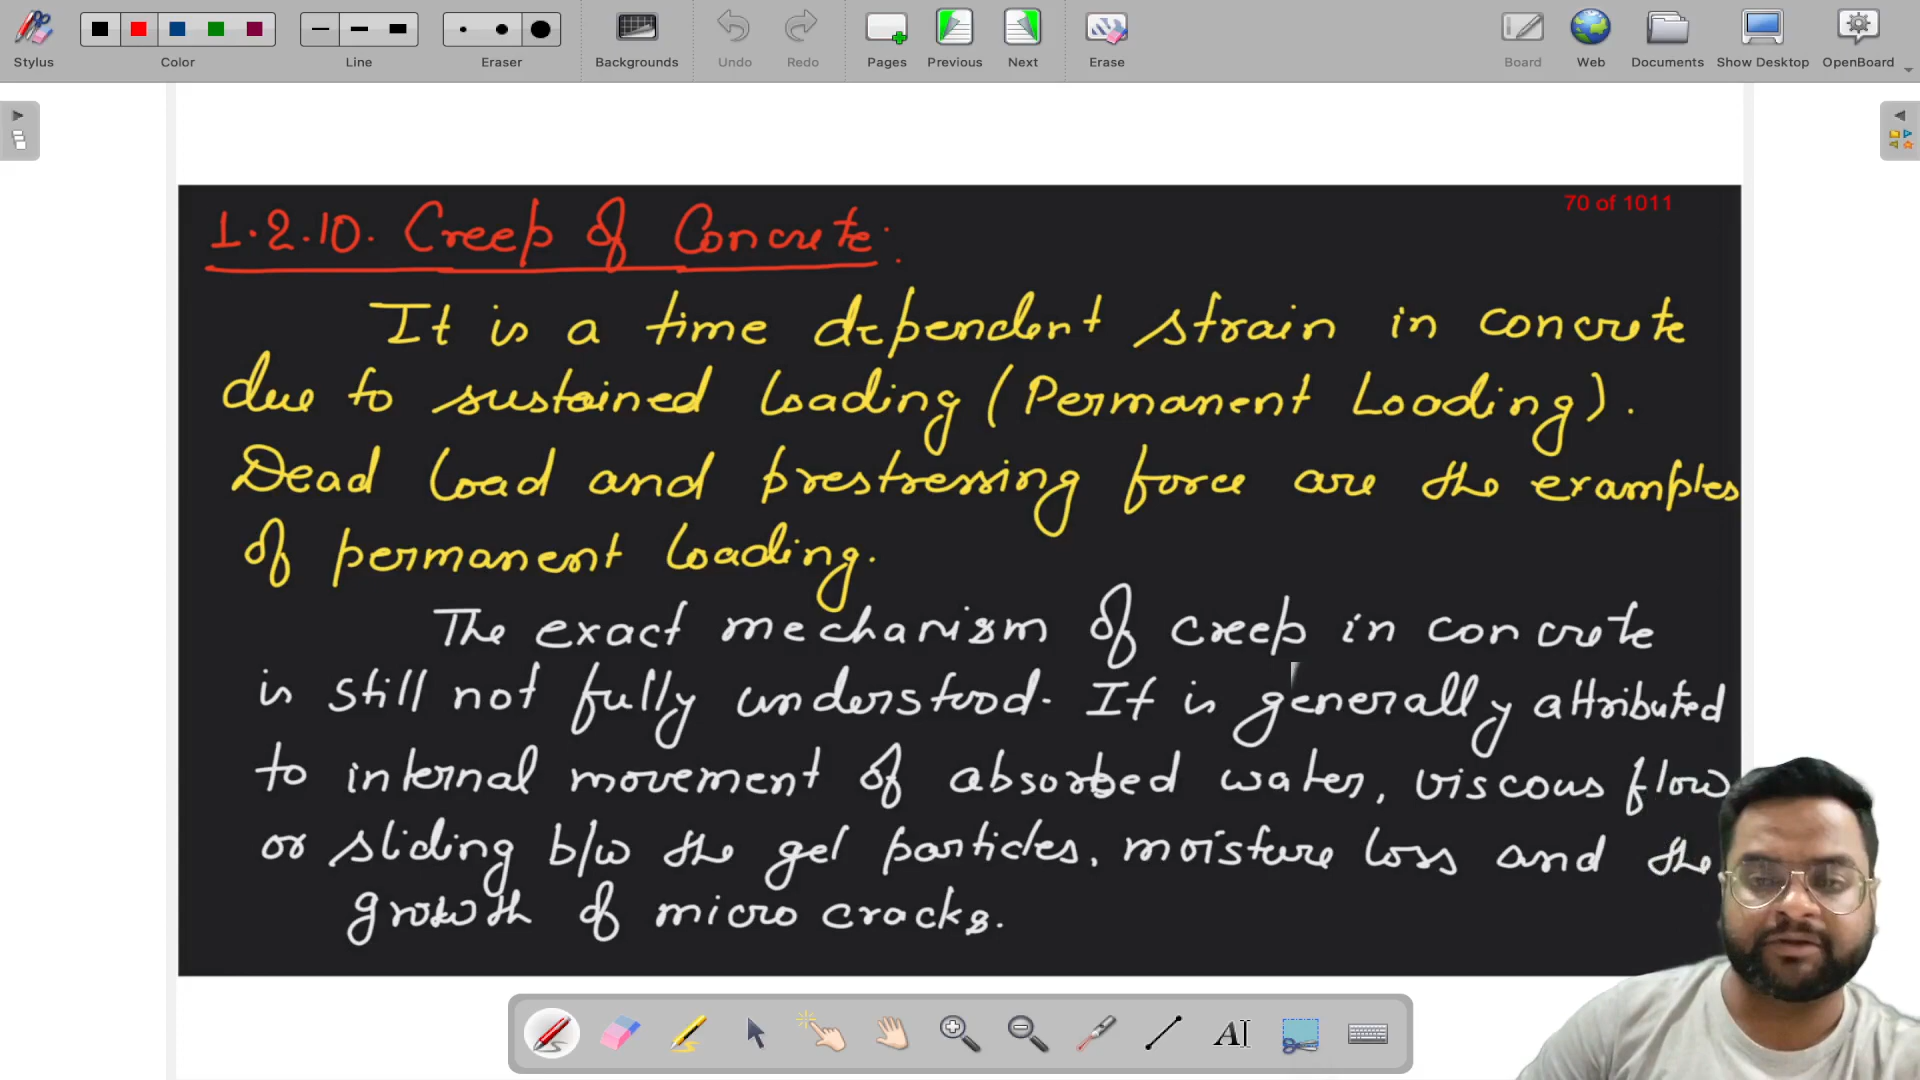 Stylus
Color
Line
Eraser
Backgrounds
Undo
Redo
Pages
Previous
Next
Erase
Board
Web
Documents
Show Desktop
OpenBoard
70 of 1011
1.2.10. Creep of Concrete:
It is a time dependent strain in concrete
due to sustained loading (Permanent Loading).
Dead load and prestressing force are the examples
of permanent loading.
The exact mechanism of creep in concrete
is still not fully understood. It is generally attributed
to internal movement of absorbed water, viscous flow
or sliding b/w the gel particles, moisture loss and the
growth of micro cracks.
AI